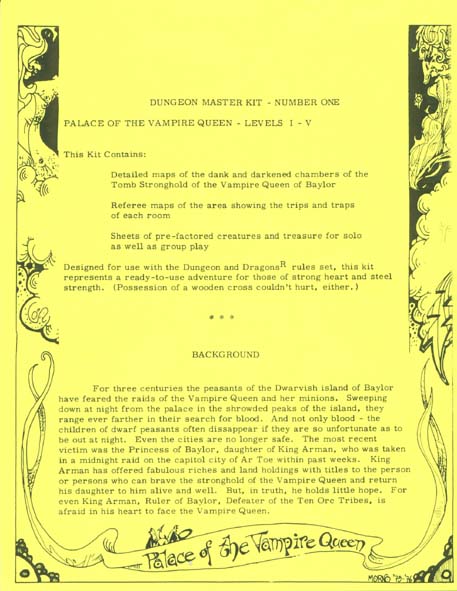 DUNGEON MASTER KIT - NUMBER ONE
PALACE OF THE VAMPIRE QUEEN - LEVELS I - V
This Kit Contains:
Detailed maps of the dank and darkened chambers of the
Tomb Stronghold of the Vampire Queen of Baylor
Referee maps of the area showing the trips and traps
of each room
Sheets of pre-factored creatures and treasure for solo
as well as group play
Designed for use with the Dungeon and Dragons^R rules set, this kit
represents a ready-to-use adventure for those of strong heart and steel
strength. (Possession of a wooden cross couldn't hurt, either.)
* * *
BACKGROUND
For three centuries the peasants of the Dwarvish island of Baylor
have feared the raids of the Vampire Queen and her minions. Sweeping
down at night from the palace in the shrowded peaks of the island, they
range ever farther in their search for blood. And not only blood - the
children of dwarf peasants often dissappear if they are so unfortunate as to
be out at night. Even the cities are no longer safe. The most recent
victim was the Princess of Baylor, daughter of King Arman, who was taken
in a midnight raid on the capitol city of Ar Toe within past weeks. King
Arman has offered fabulous riches and land holdings with titles to the person
or persons who can brave the stronghold of the Vampire Queen and return
his daughter to him alive and well. But, in truth, he holds little hope. For
even King Arman, Ruler of Baylor, Defeater of the Ten Orc Tribes, is
afraid in his heart to face the Vampire Queen.
Palace of the Vampire Queen
MORNO '75-'76